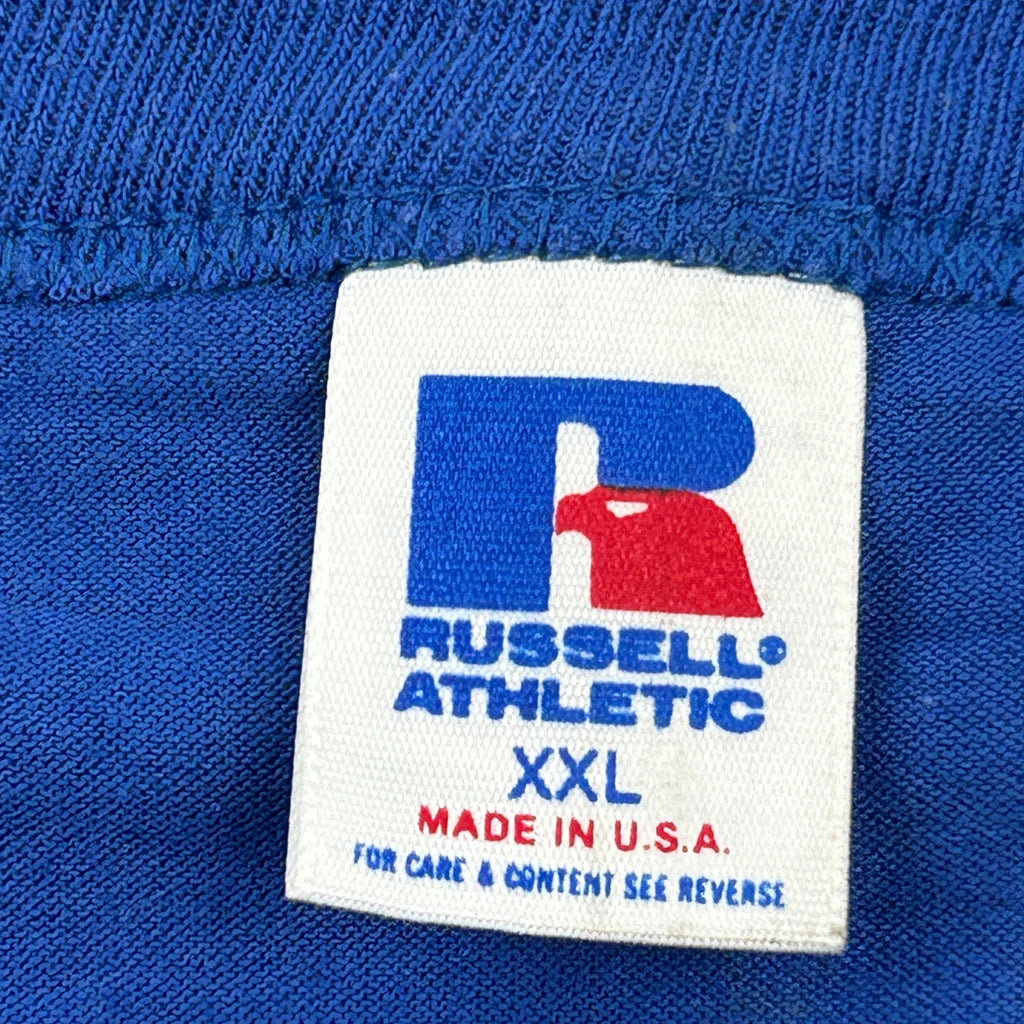 R
RUSSELL®
ATHLETIC
XXL
MADE IN U.S.A.
FOR CARE & CONTENT SEE REVERSE